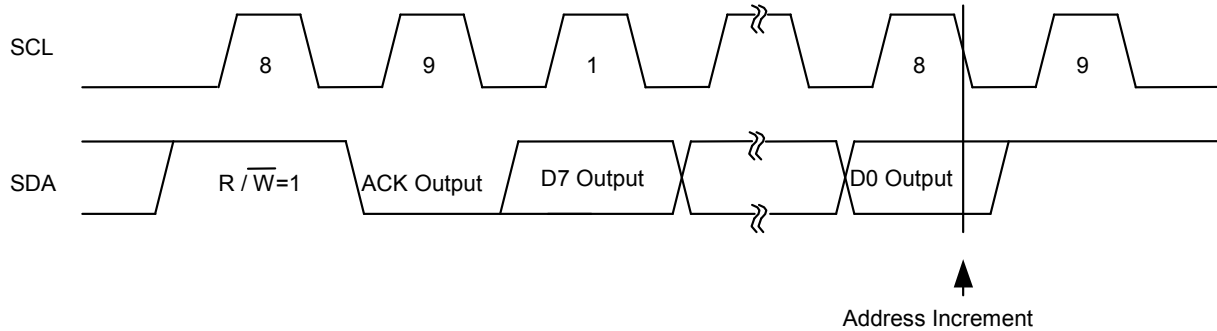 SCL
8
9
1
8
9
SDA
R / W=1
ACK Output
D7 Output
D0 Output
Address Increment